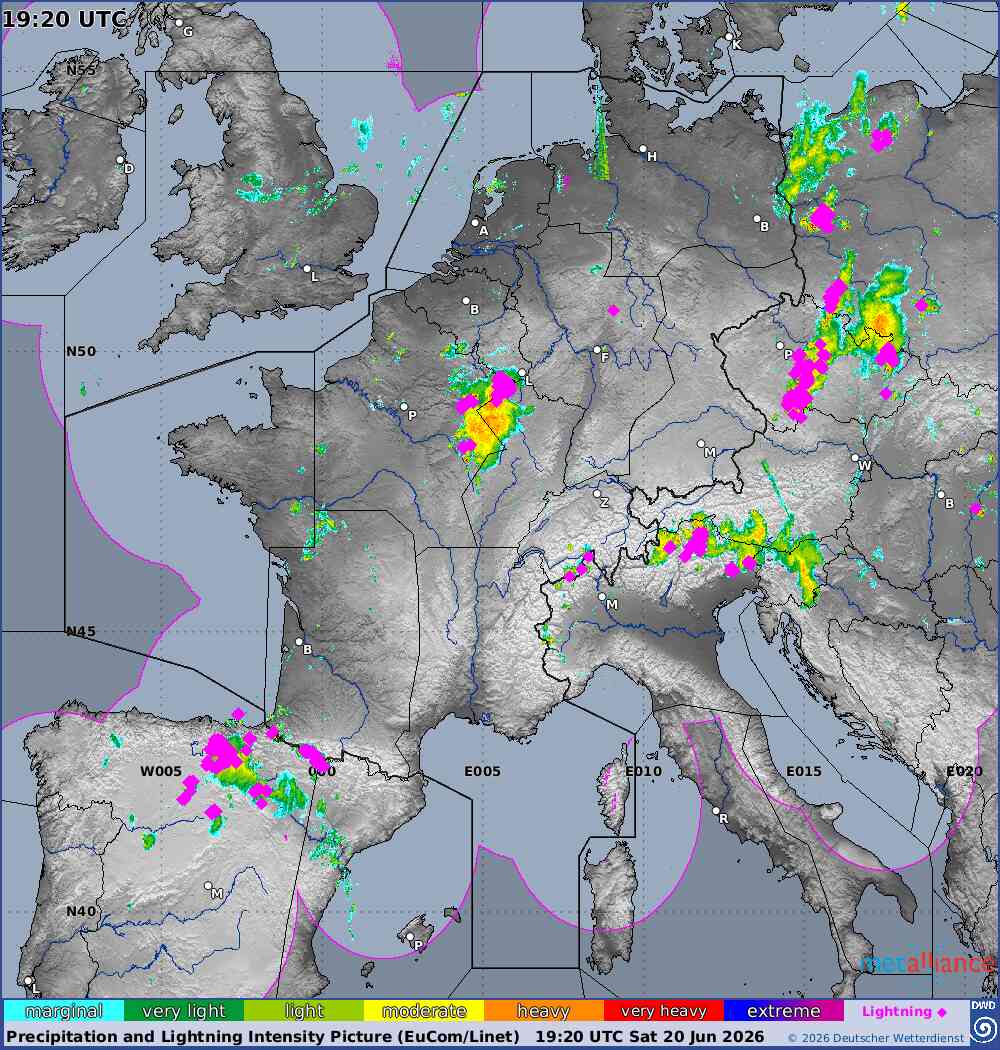 19:20 UTC
G
K
N55
H
D
A
B
L
B
N50
F
P
L
P
M
W
Z
B
M
N45
B
W005
000
E005
E010
E015
E020
R
M
N40
P
L
metalliance
marginal
very light
light
moderate
heavy
very heavy
extreme
Lightning
DWD
Precipitation and Lightning Intensity Picture (EuCom/Linet) 19:20 UTC Sat 20 Jun 2026 © 2026 Deutscher Wetterdienst